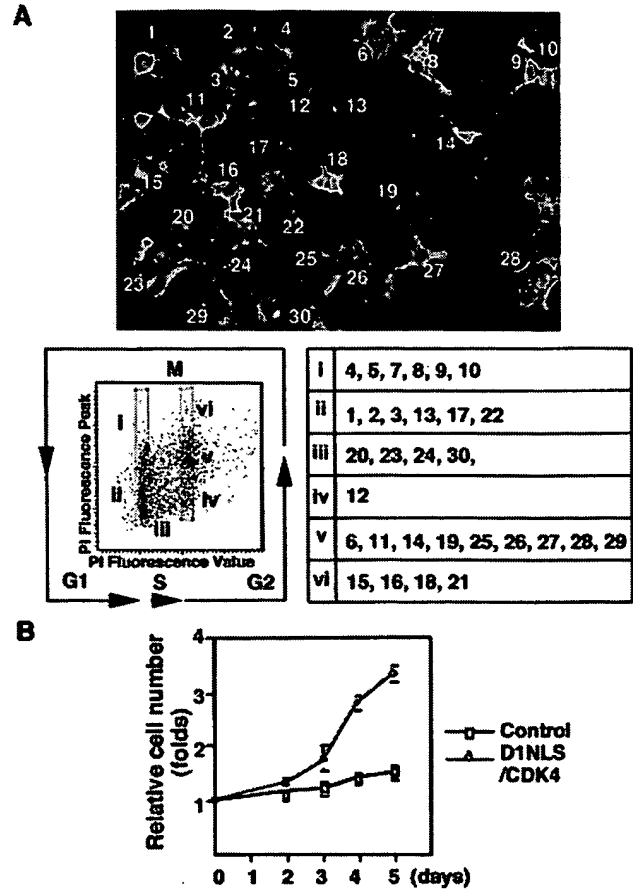 A
1 2 4 7
6 8 9 10
3 5
11 12 13
14
17
15 16 18
19
20 21 22
24 25 26 27 28
23
29 30
M
i vi
v
ii iv
iii
PI Fluorescence Peak
PI Fluorescence Value
G1 S G2
i 4, 5, 7, 8, 9, 10
ii 1, 2, 3, 13, 17, 22
iii 20, 23, 24, 30,
iv 12
v 6, 11, 14, 19, 25, 26, 27, 28, 29
vi 15, 16, 18, 21
B
Relative cell number
(folds)
4
3
2
1
0 1 2 3 4 5 (days)
Control
D1NLS
/CDK4